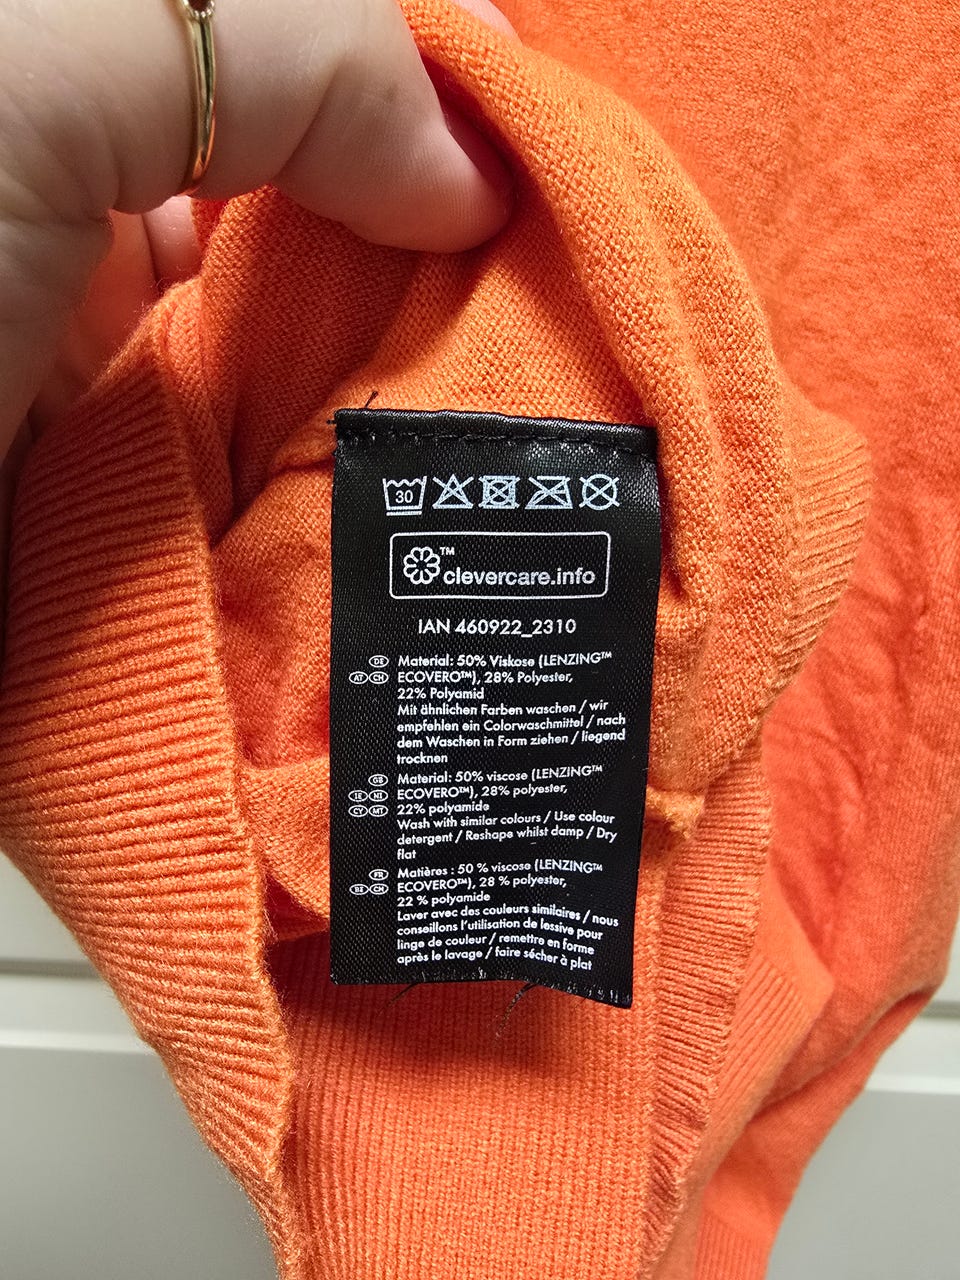 30
™
clevercare.info
IAN 460922_2310
DE Material: 50% Viskose (LENZING™
AT CH ECOVERO™), 28% Polyester,
22% Polyamid
Mit ähnlichen Farben waschen / wir
empfehlen ein Colorwaschmittel / nach
dem Waschen in Form ziehen / liegend
trocknen
GB Material: 50% viscose (LENZING™
IE NI ECOVERO™), 28% polyester,
CY MT 22% polyamide
Wash with similar colours / Use colour
detergent / Reshape whilst damp / Dry
flat
FR Matières : 50 % viscose (LENZING™
BE CH ECOVERO™), 28 % polyester,
22 % polyamide
Laver avec des couleurs similaires / nous
conseillons l'utilisation de lessive pour
linge de couleur / remettre en forme
après le lavage / faire sécher à plat